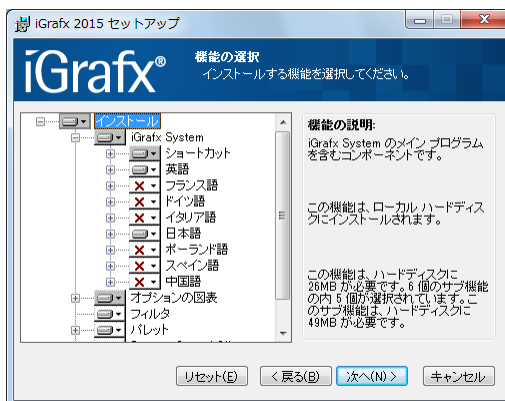 iGrafx 2015 セットアップ
iGrafx®
機能の選択
インストールする機能を選択してください。
インストール
iGrafx System
ショートカット
英語
フランス語
ドイツ語
イタリア語
日本語
ポーランド語
スペイン語
中国語
オプションの図表
フィルタ
パレット
機能の説明:
iGrafx System のメイン プログラム
を含むコンポーネントです。
この機能は、ローカル ハードディス
クにインストールされます。
この機能は、ハードディスクに
26MB が必要です。6 個のサブ機能
の内 5 個が選択されています。こ
のサブ機能は、ハードディスクに
49MB が必要です。
リセット(E)
< 戻る(B)
次へ(N) >
キャンセル